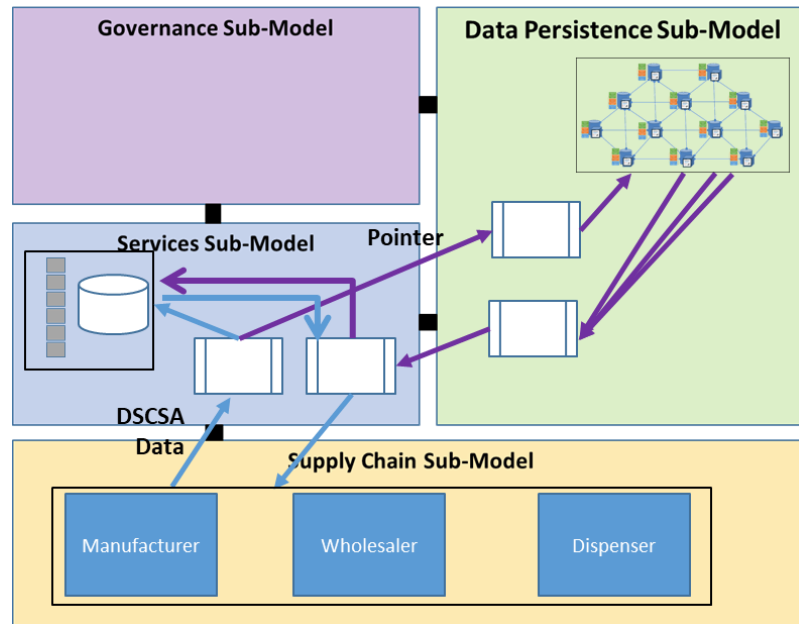 Governance Sub-Model
Data Persistence Sub-Model
Services Sub-Model
Pointer
DSCSA
Data
Supply Chain Sub-Model
Manufacturer
Wholesaler
Dispenser